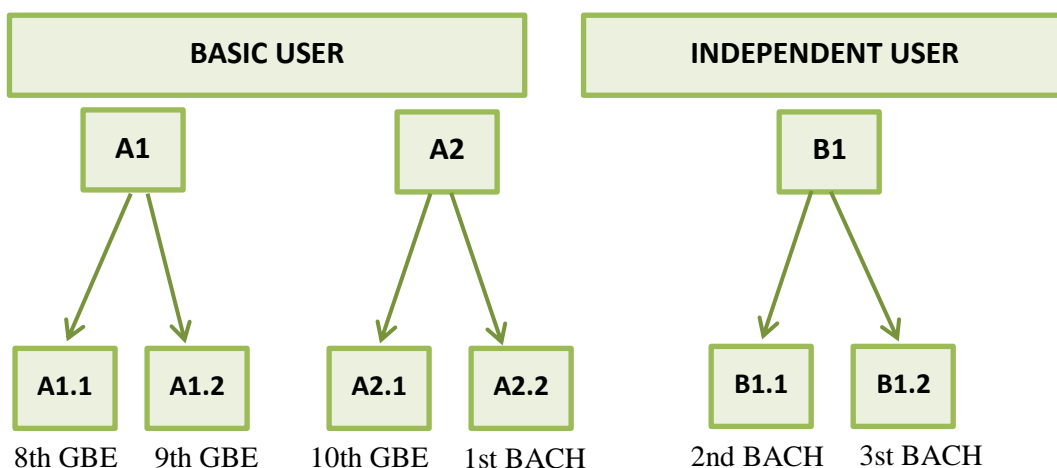 BASIC USER
INDEPENDENT USER
A1
A2
B1
A1.1
A1.2
A2.1
A2.2
B1.1
B1.2
8th GBE
9th GBE
10th GBE
1st BACH
2nd BACH
3st BACH